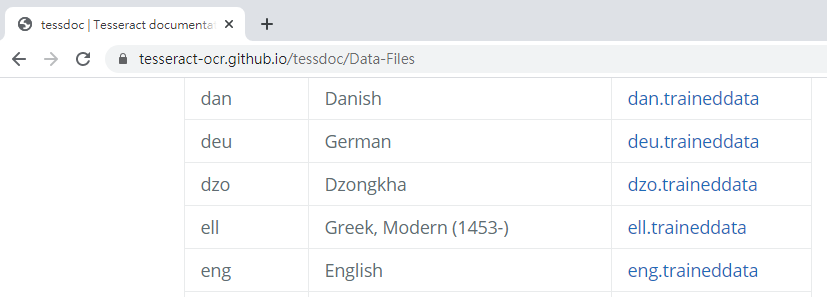 tessdoc | Tesseract documenta
tesseract-ocr.github.io/tessdoc/Data-Files
dan Danish dan.traineddata
deu German deu.traineddata
dzo Dzongkha dzo.traineddata
ell Greek, Modern (1453-) ell.traineddata
eng English eng.traineddata